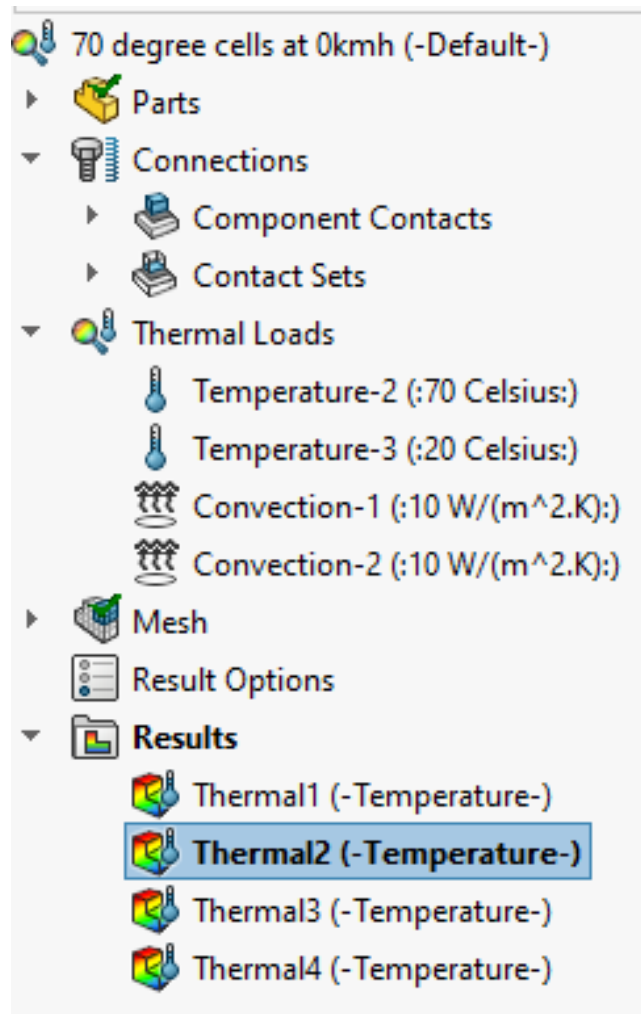 70 degree cells at 0kmh (-Default-)
Parts
Connections
Component Contacts
Contact Sets
Thermal Loads
Temperature-2 (:70 Celsius:)
Temperature-3 (:20 Celsius:)
Convection-1 (:10 W/(m^2.K):)
Convection-2 (:10 W/(m^2.K):)
Mesh
Result Options
Results
Thermal1 (-Temperature-)
Thermal2 (-Temperature-)
Thermal3 (-Temperature-)
Thermal4 (-Temperature-)